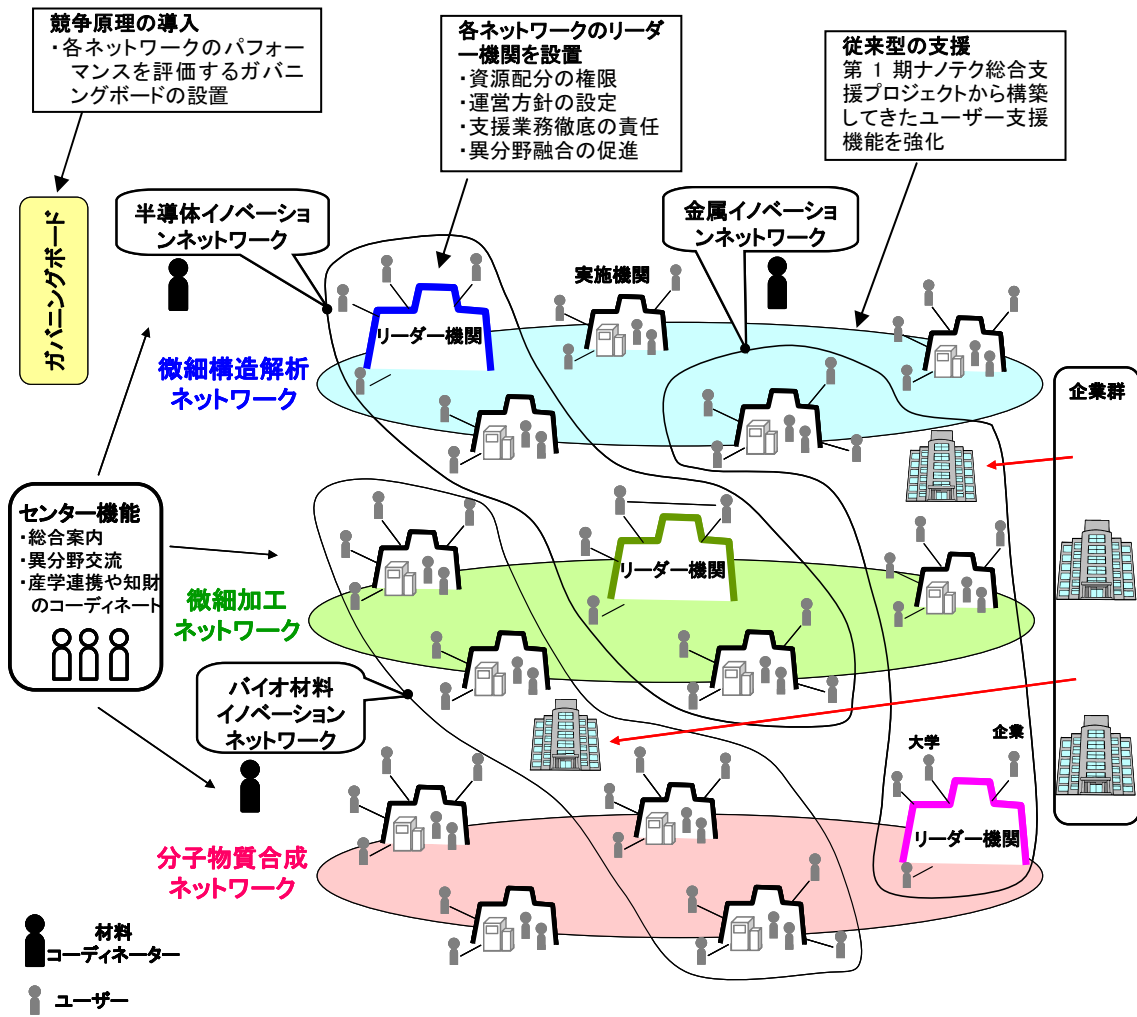 競争原理の導入
・各ネットワークのパフォー
マンスを評価するガバニ
ングボードの設置
各ネットワークのリーダ
ー機関を設置
・資源配分の権限
・運営方針の設定
・支援業務徹底の責任
・異分野融合の促進
従来型の支援
第 1 期ナノテク総合支
援プロジェクトから構築
してきたユーザー支援
機能を強化
ガバニングボード
半導体イノベーショ
ンネットワーク
金属イノベーショ
ンネットワーク
実施機関
リーダー機関
微細構造解析
ネットワーク
企業群
センター機能
・総合案内
・異分野交流
・産学連携や知財
のコーディネート
リーダー機関
微細加工
ネットワーク
バイオ材料
イノベーション
ネットワーク
大学
企業
リーダー機関
分子物質合成
ネットワーク
材料
コーディネーター
ユーザー